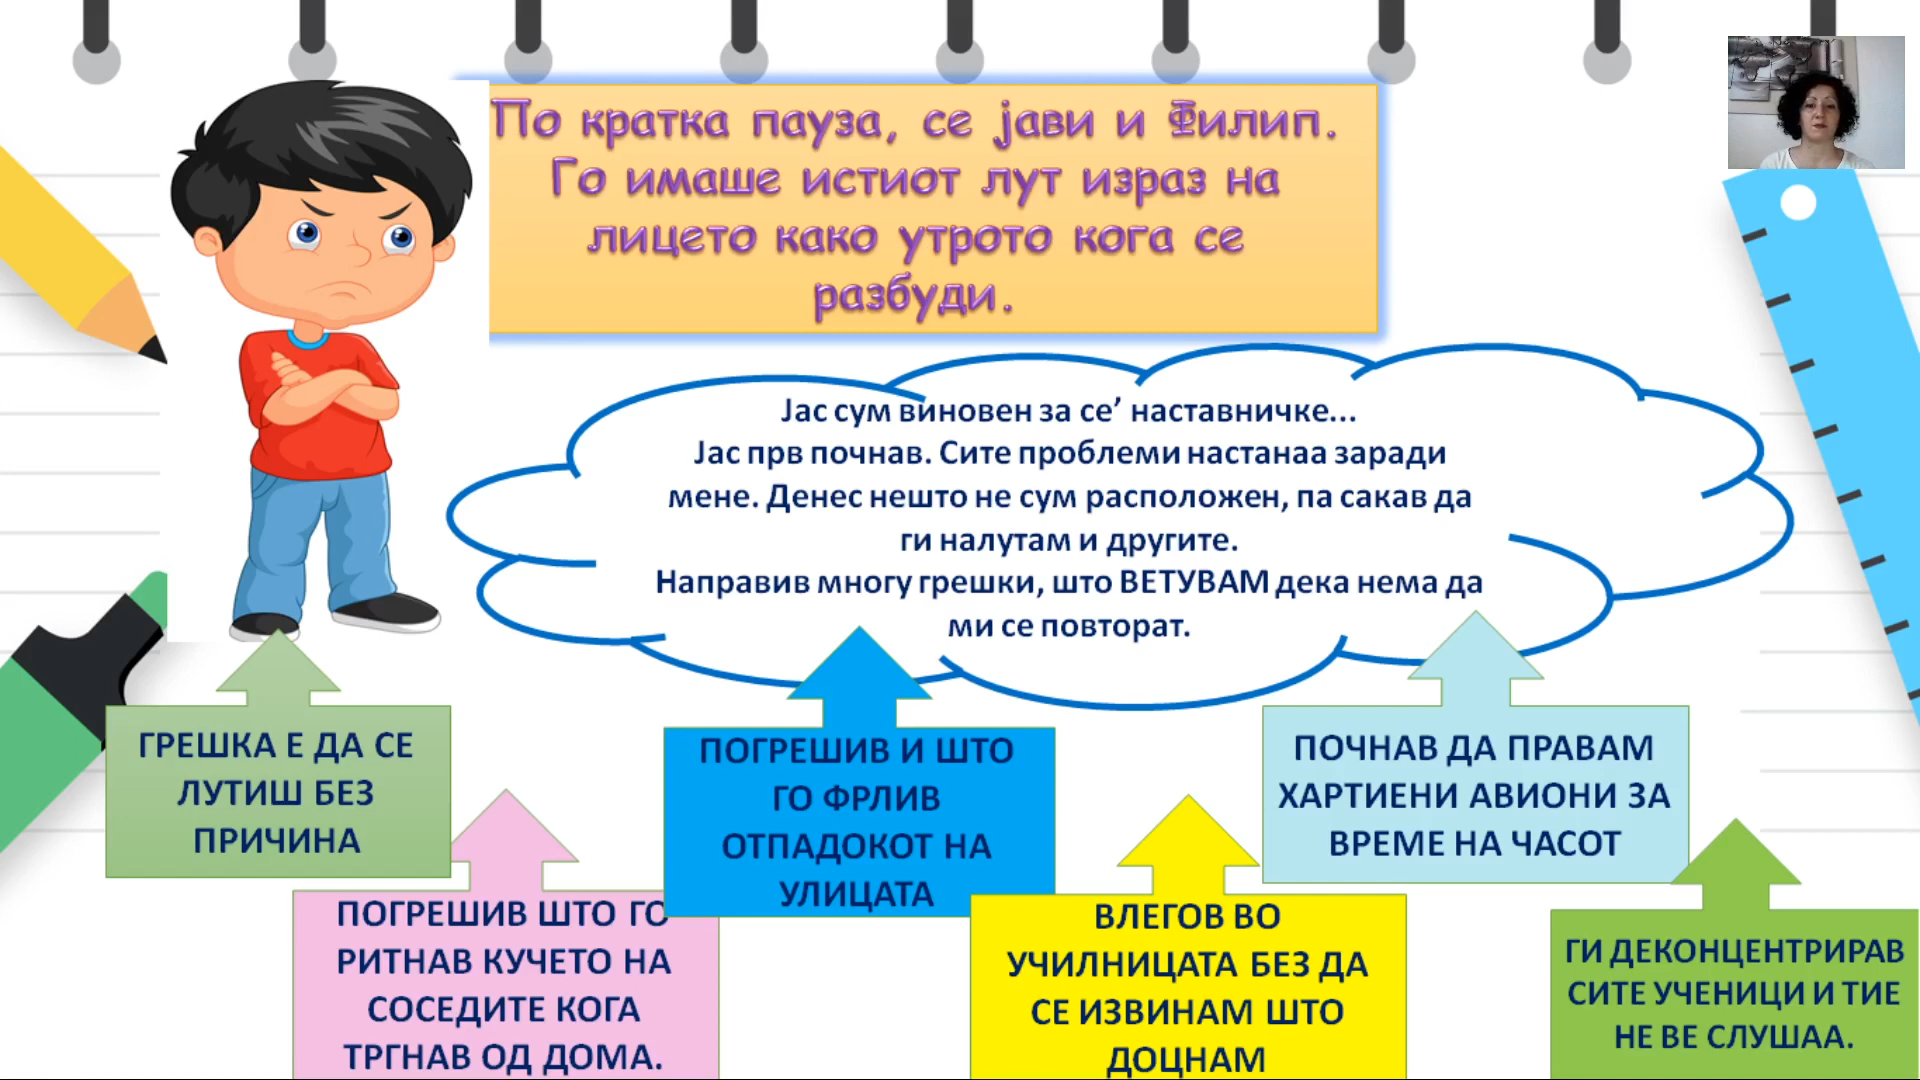 По кратка пауза, се јави и Филип.
Го имаше истиот лут израз на
лицето како утрото кога се
разбуди.
Јас сум виновен за се’ наставничке...
Јас прв почнав. Сите проблеми настанаа заради
мене. Денес нешто не сум расположен, па сакав да
ги налутам и другите.
Направив многу грешки, што ВЕТУВАМ дека нема да
ми се повторат.
ГРЕШКА Е ДА СЕ
ЛУТИШ БЕЗ
ПРИЧИНА
ПОГРЕШИВ ШТО ГО
РИТНАВ КУЧЕТО НА
СОСЕДИТЕ КОГА
ТРГНАВ ОД ДОМА.
ПОГРЕШИВ И ШТО
ГО ФРЛИВ
ОТПАДОКОТ НА
УЛИЦАТА
ВЛЕГОВ ВО
УЧИЛНИЦАТА БЕЗ ДА
СЕ ИЗВИНАМ ШТО
ДОЦНАМ
ПОЧНАВ ДА ПРАВАМ
ХАРТИЕНИ АВИОНИ ЗА
ВРЕМЕ НА ЧАСОТ
ГИ ДЕКОНЦЕНТРИРАВ
СИТЕ УЧЕНИЦИ И ТИЕ
НЕ ВЕ СЛУШАА.